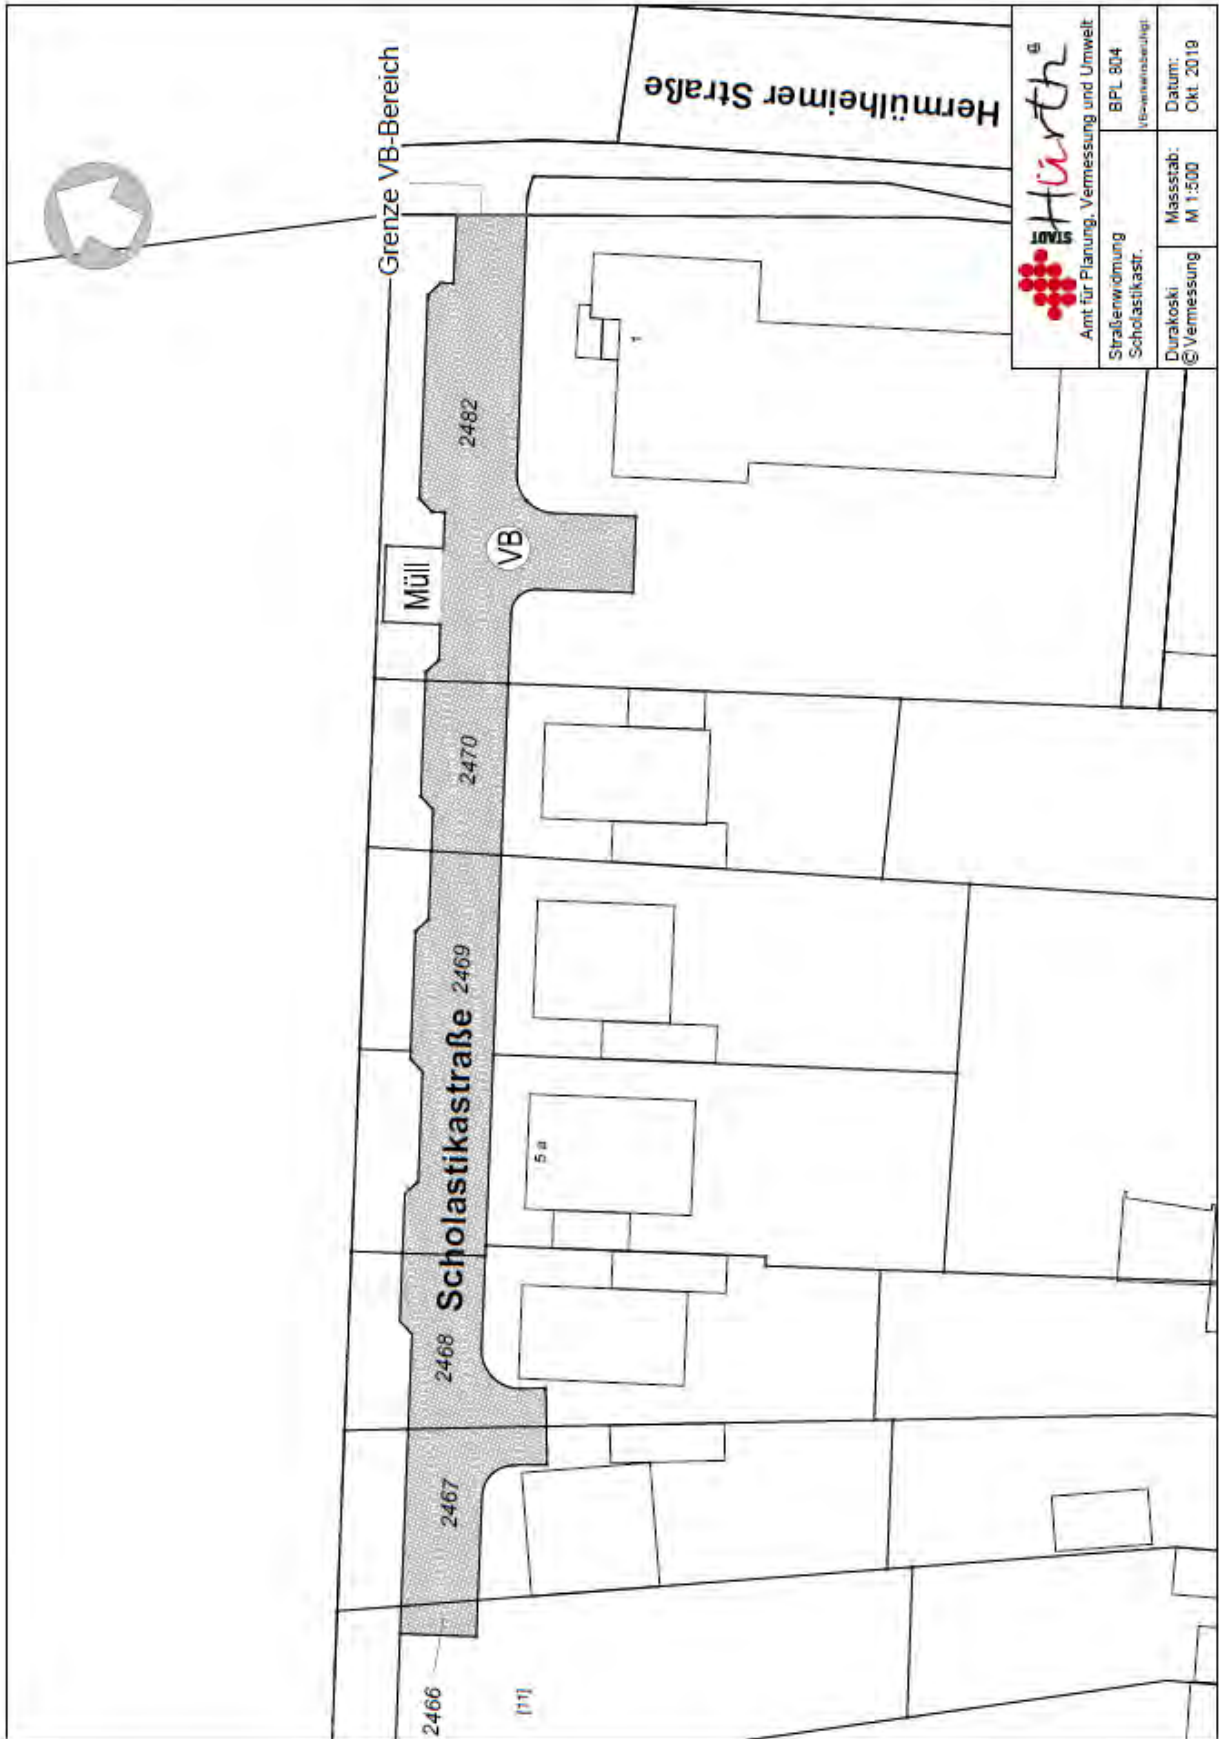 Grenze VB-Bereich
Hermülheimer Straße
2482
VB
Müll
1
2470
2469
Scholastikastraße
5 a
2468
2467
2466
[11]
STADT Hürth
Amt für Planung, Vermessung und Umwelt
Straßenwidmung
Scholastikastr.
BPL 804
Durakoski
© Vermessung
Massstab:
M 1:500
Datum:
Okt. 2019